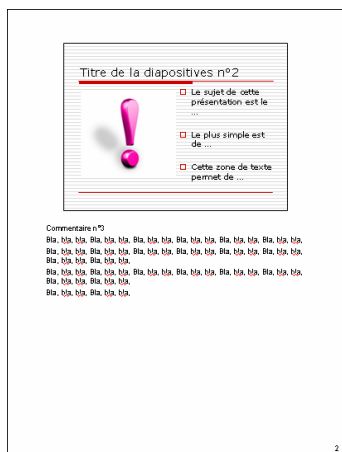 Titre de la diapositives n°2
Le sujet de cette
présentation est le
...
Le plus simple est
de ...
Cette zone de texte
permet de ...
Commentaire n°3
Bla, bla, bla, Bla, bla, bla, Bla, bla, bla, Bla, bla, bla, Bla, bla, bla, Bla, bla, bla,
Bla, bla, bla, Bla, bla, bla, Bla, bla, bla, Bla, bla, bla, Bla, bla, bla, Bla, bla, bla,
Bla, bla, bla, Bla, bla, bla,
Bla, bla, bla, Bla, bla, bla, Bla, bla, bla, Bla, bla, bla, Bla, bla, bla, Bla, bla, bla,
Bla, bla, bla, Bla, bla, bla,
Bla, bla, bla, Bla, bla, bla,
2